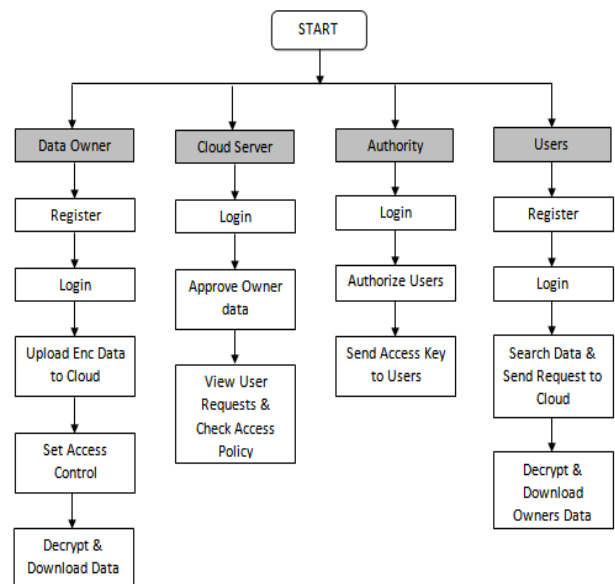 START
Data Owner
Register
Login
Upload Enc Data
to Cloud
Set Access
Control
Decrypt &
Download Data
Cloud Server
Login
Approve Owner
data
View User
Requests &
Check Access
Policy
Authority
Login
Authorize Users
Send Access Key
to Users
Users
Register
Login
Search Data &
Send Request to
Cloud
Decrypt &
Download
Owners Data